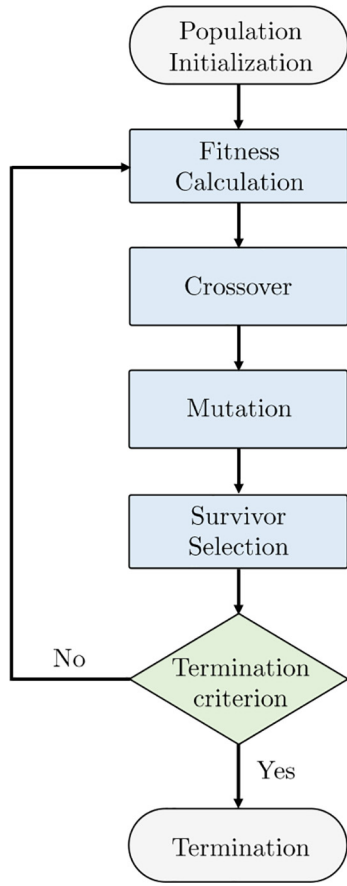 Population
Initialization
Fitness
Calculation
Crossover
Mutation
Survivor
Selection
No
Termination
criterion
Yes
Termination